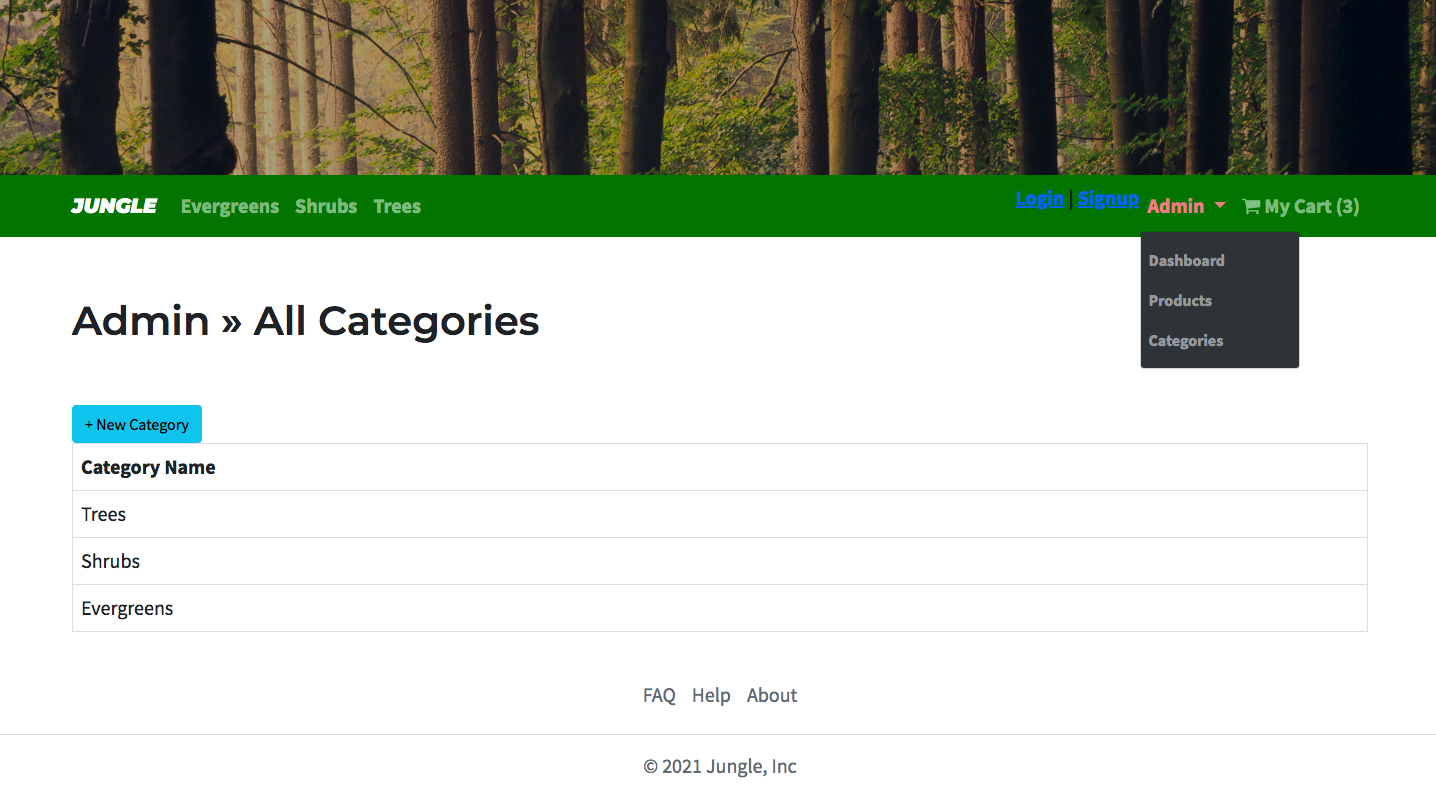 JUNGLE Evergreens Shrubs Trees Login | Signup Admin My Cart (3)
Dashboard
Products
Categories
Admin » All Categories
+ New Category
Category Name
Trees
Shrubs
Evergreens
FAQ Help About
© 2021 Jungle, Inc